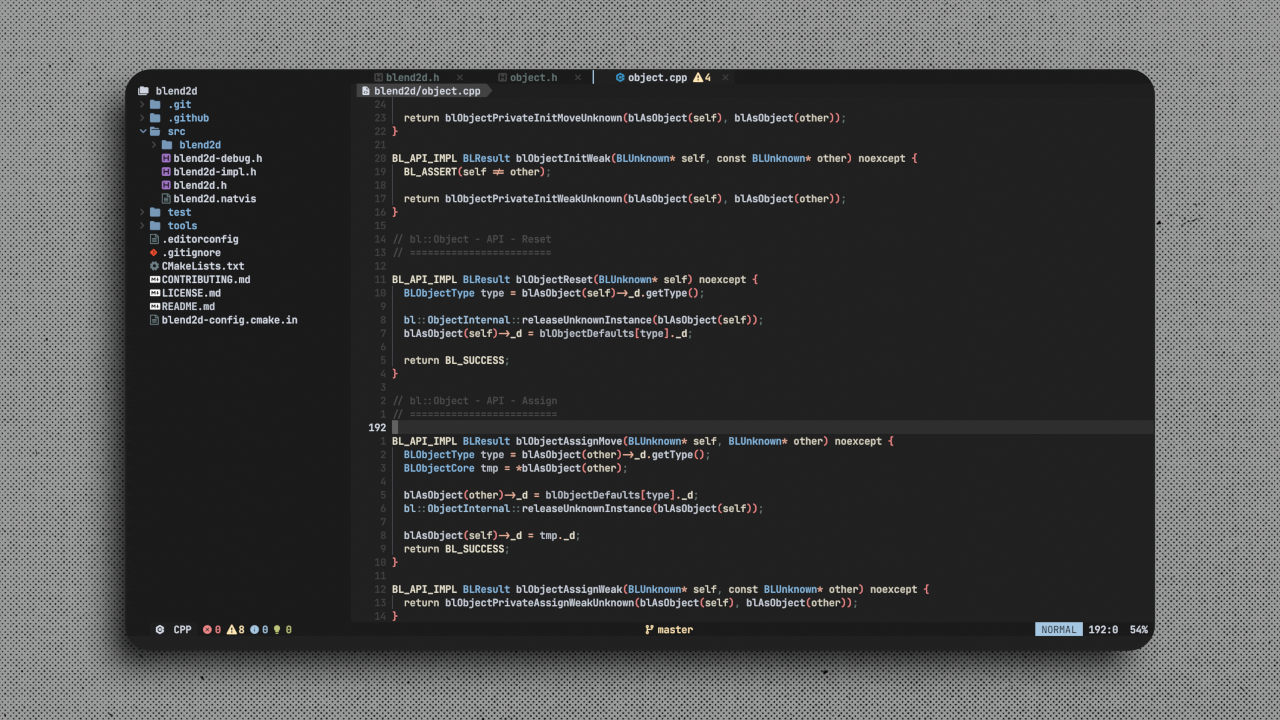 blend2d.h × object.h × object.cpp 4 ×
blend2d
.git
.github
src
blend2d
blend2d-debug.h
blend2d-impl.h
blend2d.h
blend2d.natvis
test
tools
.editorconfig
.gitignore
CMakeLists.txt
CONTRIBUTING.md
LICENSE.md
README.md
blend2d-config.cmake.in
blend2d/object.cpp
24
23 return blObjectPrivateInitMoveUnknown(blAsObject(self), blAsObject(other));
22 }
21
20 BL_API_IMPL BLResult blObjectInitWeak(BLUnknown* self, const BLUnknown* other) noexcept {
19 BL_ASSERT(self ≠ other);
18
17 return blObjectPrivateInitWeakUnknown(blAsObject(self), blAsObject(other));
16 }
15
14 // bl::Object - API - Reset
13 // ========================
12
11 BL_API_IMPL BLResult blObjectReset(BLUnknown* self) noexcept {
10 BLObjectType type = blAsObject(self)→_d.getType();
9
8 bl::ObjectInternal::releaseUnknownInstance(blAsObject(self));
7 blAsObject(self)→_d = blObjectDefaults[type]._d;
6
5 return BL_SUCCESS;
4 }
3
2 // bl::Object - API - Assign
1 // =========================
192
1 BL_API_IMPL BLResult blObjectAssignMove(BLUnknown* self, BLUnknown* other) noexcept {
2 BLObjectType type = blAsObject(other)→_d.getType();
3 BLObjectCore tmp = *blAsObject(other);
4
5 blAsObject(other)→_d = blObjectDefaults[type]._d;
6 bl::ObjectInternal::releaseUnknownInstance(blAsObject(self));
7
8 blAsObject(self)→_d = tmp._d;
9 return BL_SUCCESS;
10 }
11
12 BL_API_IMPL BLResult blObjectAssignWeak(BLUnknown* self, const BLUnknown* other) noexcept {
13 return blObjectPrivateAssignWeakUnknown(blAsObject(self), blAsObject(other));
14 }
CPP 0 8 0 0 master NORMAL 192:0 54%